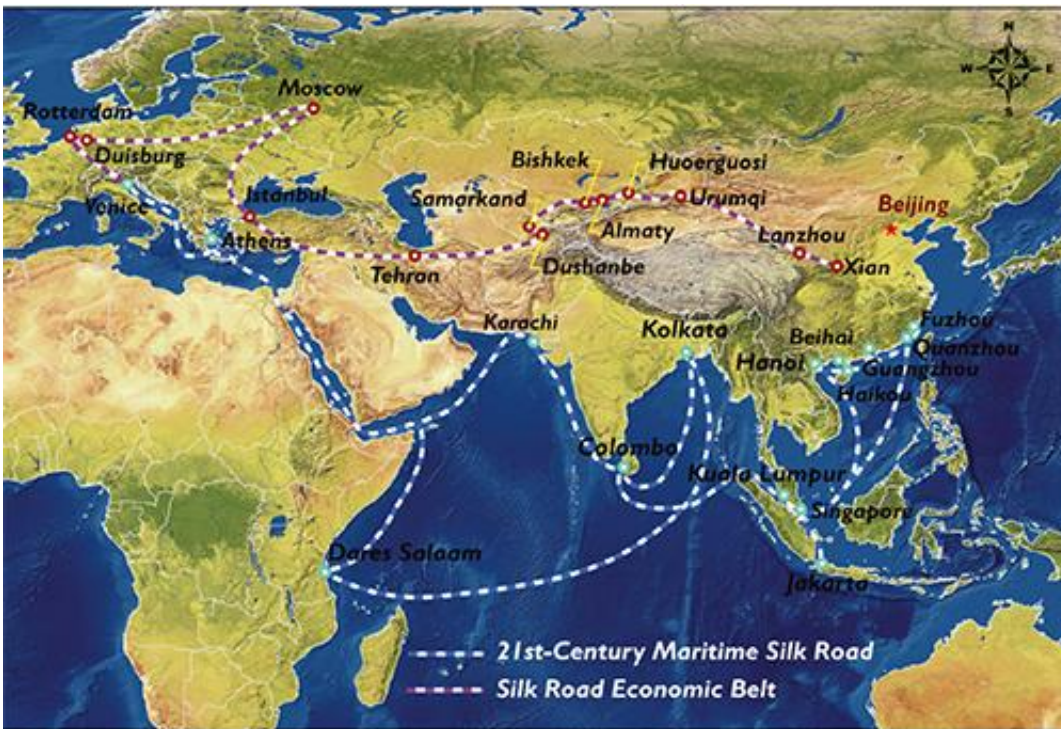 N
W
E
S
Moscow
Rotterdam
Duisburg
Bishkek
Huoerguosi
Samarkand
Istanbul
Venice
Urumqi
Beijing
Athens
Almaty
Lanzhou
Tehran
Dushanbe
Xian
Karachi
Kolkata
Beihai
Fuzhou
Quanzhou
Hanoi
Guangzhou
Haikou
Colombo
Kuala Lumpur
Singapore
Dares Salaam
Jakarta
21st-Century Maritime Silk Road
Silk Road Economic Belt